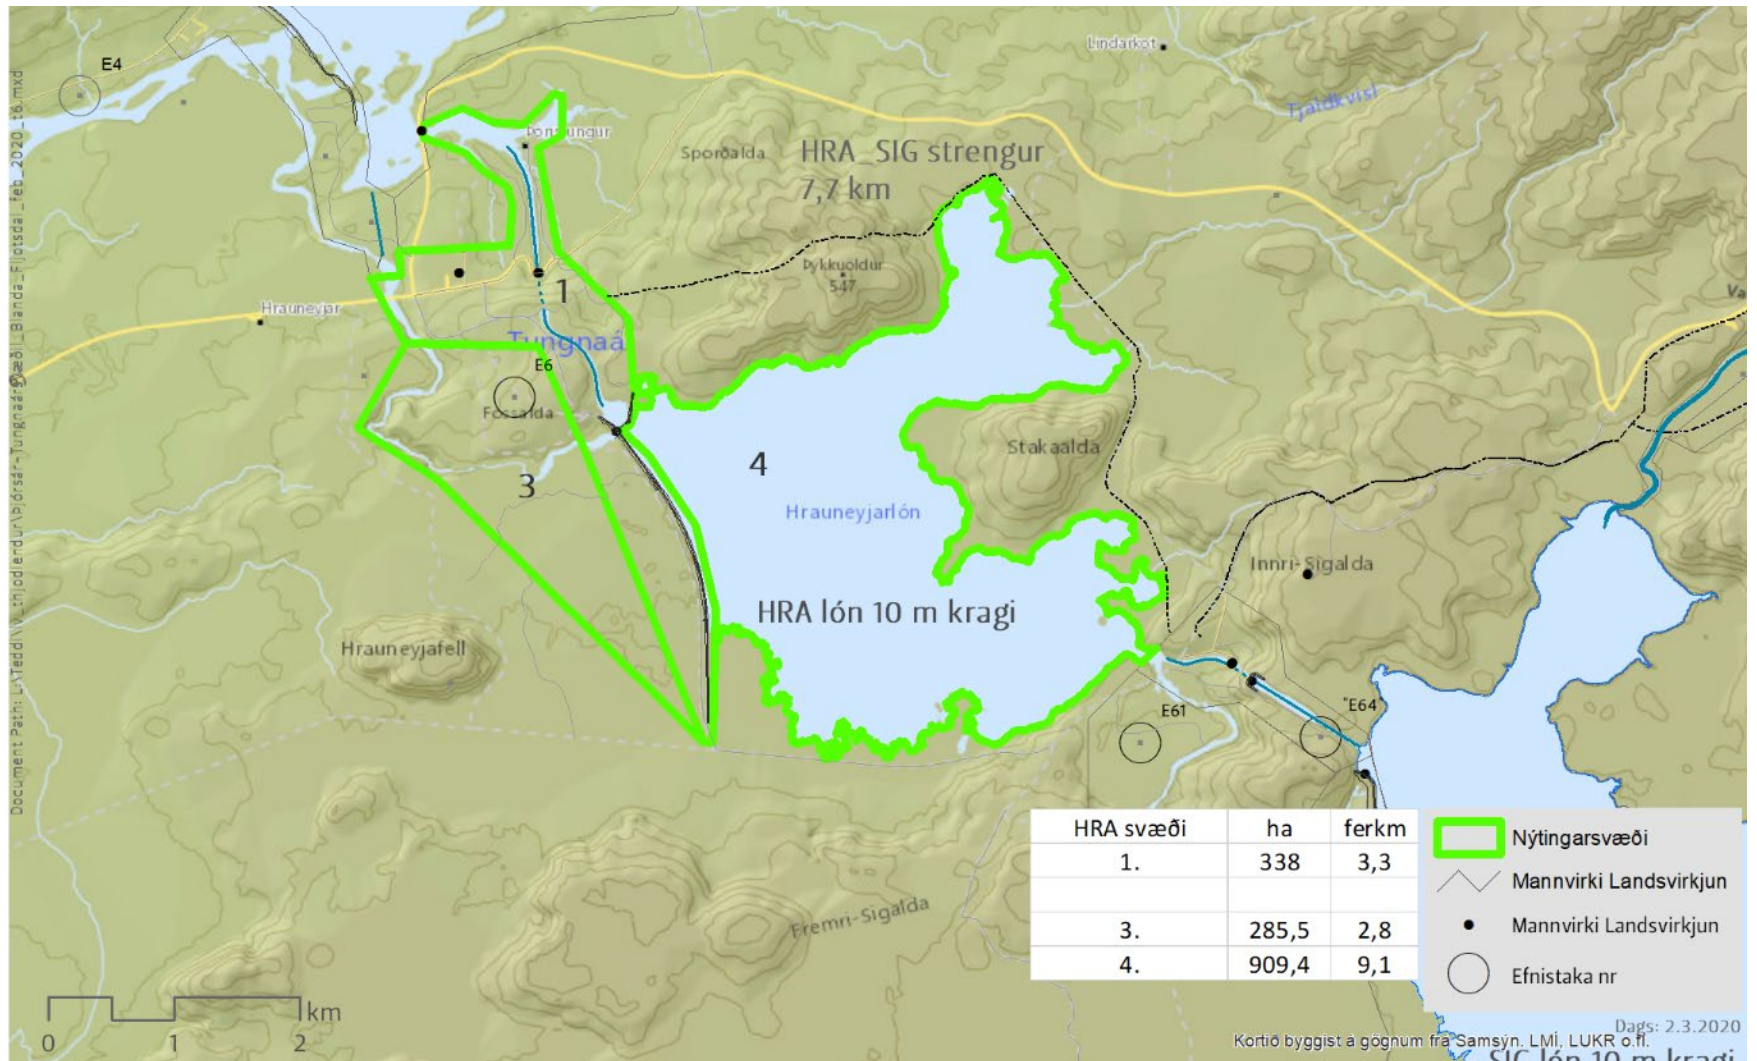 E4
Lindarkot
Tjaldkvísl
Þóristungur
Sporðalda
HRA_SIG strengur
7,7 km
Þykkuöldur
547
Hrauneyjar
1
Tungnaá
E6
Fossalda
3
4
Stakaalda
Hrauneyjarlón
HRA lón 10 m kragi
Innri-Sigalda
Hrauneyjafell
E61
"E64"
Fremri-Sigalda
HRA svæði ha ferkm
1. 338 3,3
3. 285,5 2,8
4. 909,4 9,1
Nýtingarsvæði
Mannvirki Landsvirkjun
Mannvirki Landsvirkjun
Efnistaka nr
km
0 1 2
Dags: 2.3.2020
Kortið byggist á gögnum frá Samsýn. LMÍ, LUKR o.fl.
SIG lón 10 m kragi